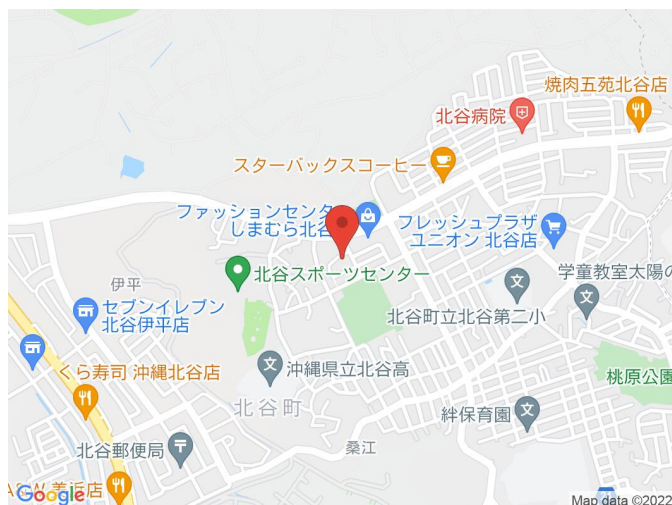 焼肉五苑北谷店
北谷病院
スターバックスコーヒー
ファッションセンタ
しまむら北谷
フレッシュプラザ
ユニオン 北谷店
北谷スポーツセンター
伊平
学童教室太陽の
セブンイレブン
北谷伊平店
北谷町立北谷第二小
くら寿司 沖縄北谷店
沖縄県立北谷高
桃原公園
北谷町
絆保育園
桑江
北谷郵便局
A&W 美浜店
Google
Map data ©2022